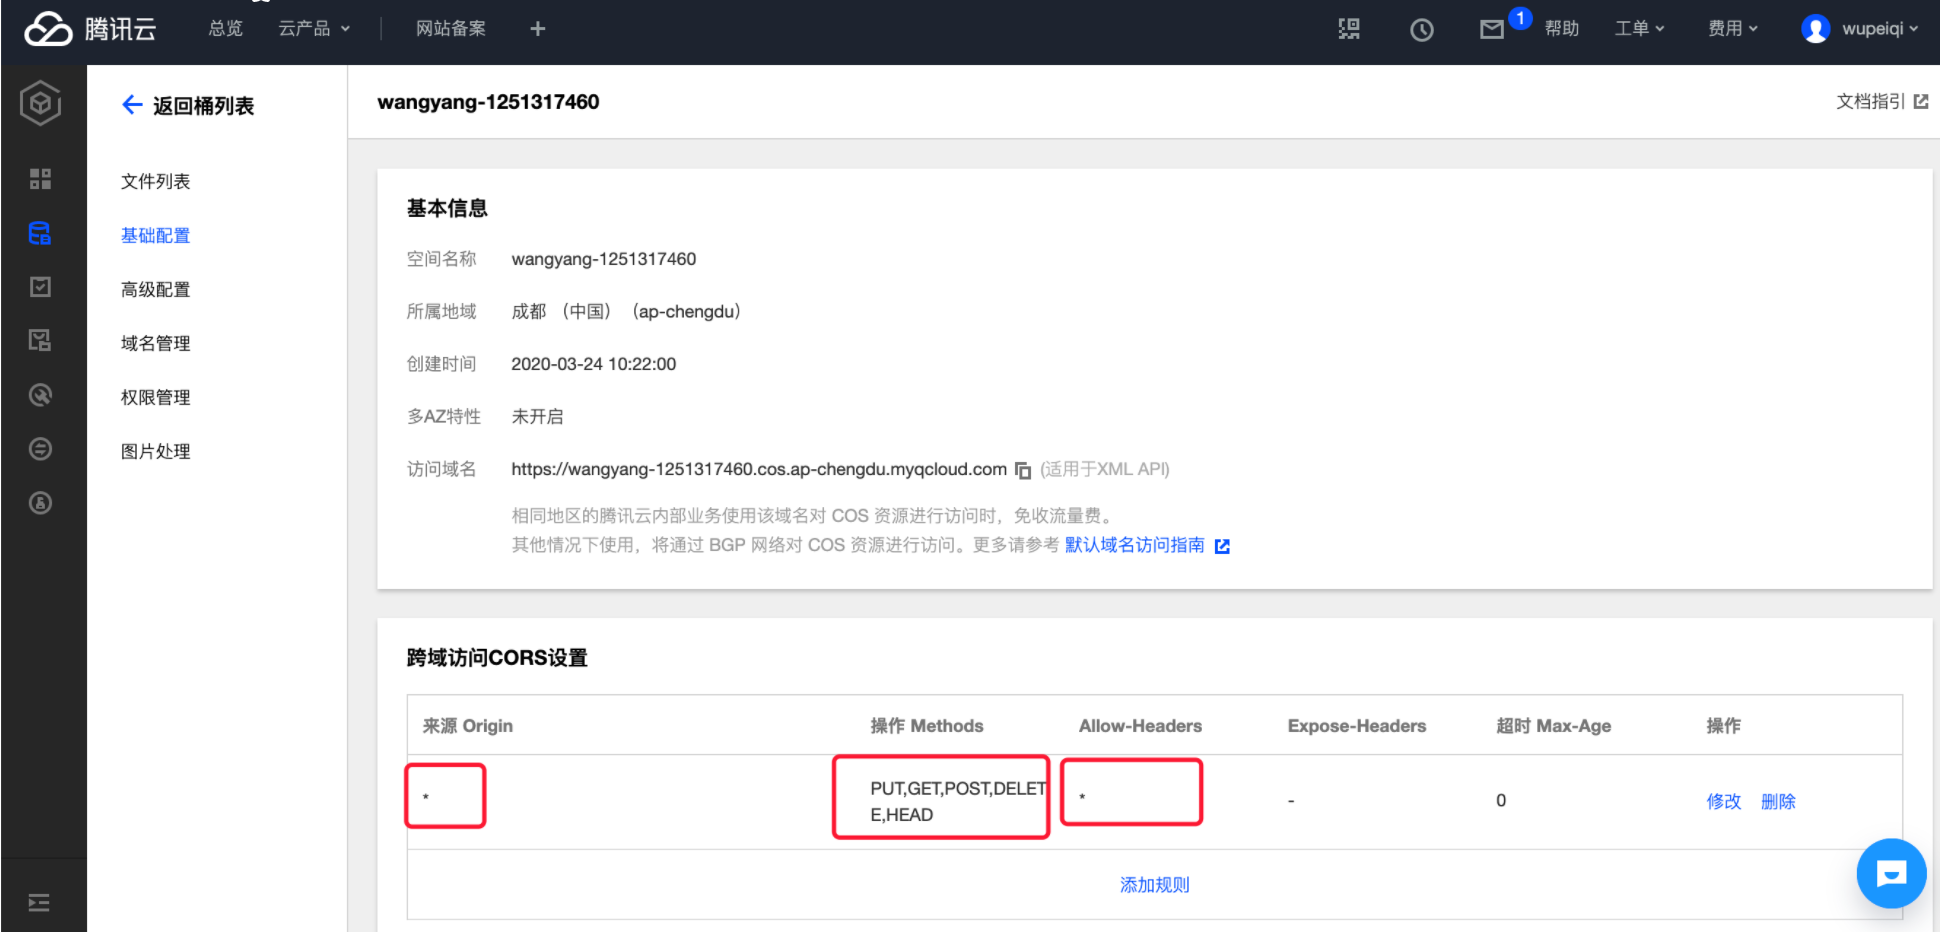 腾讯云
总览
云产品
网站备案
1
帮助
工单
费用
wupeiqi
返回桶列表
文件列表
基础配置
高级配置
域名管理
权限管理
图片处理
wangyang-1251317460
文档指引
基本信息
空间名称 wangyang-1251317460
所属地域 成都 （中国）（ap-chengdu）
创建时间 2020-03-24 10:22:00
多AZ特性 未开启
访问域名 https://wangyang-1251317460.cos.ap-chengdu.myqcloud.com (适用于XML API)
相同地区的腾讯云内部业务使用该域名对 COS 资源进行访问时，免收流量费。
其他情况下使用，将通过 BGP 网络对 COS 资源进行访问。更多请参考 默认域名访问指南
跨域访问CORS设置
来源 Origin 操作 Methods Allow-Headers Expose-Headers 超时 Max-Age 操作
* PUT,GET,POST,DELET * - 0 修改 删除
E,HEAD
添加规则